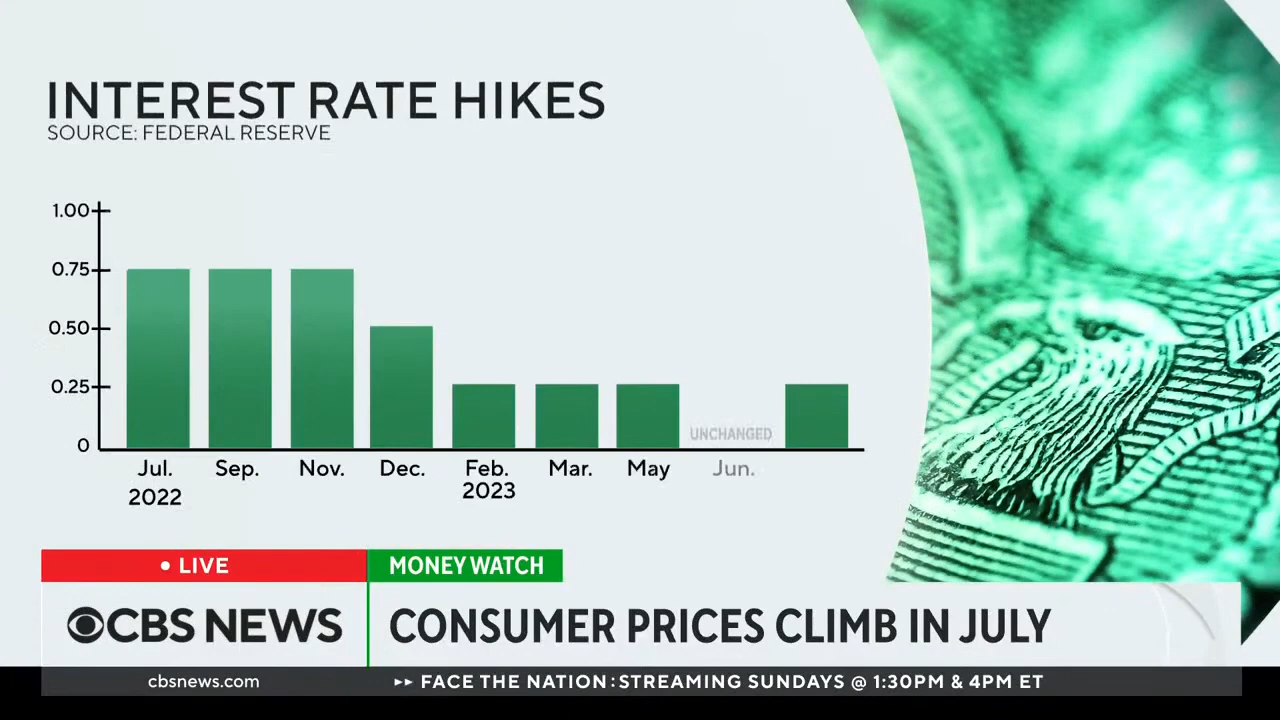 INTEREST RATE HIKES
SOURCE: FEDERAL RESERVE
1.00
0.75
0.50
0.25
0
UNCHANGED
Jul. Sep. Nov. Dec. Feb. Mar. May Jun.
2022 2023
• LIVE MONEY WATCH
CBS NEWS CONSUMER PRICES CLIMB IN JULY
cbsnews.com ▸▸ FACE THE NATION: STREAMING SUNDAYS @ 1:30PM & 4PM ET